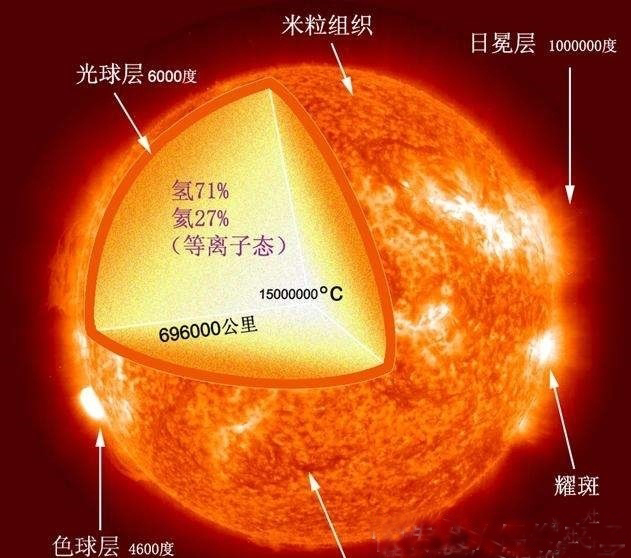 米粒组织
日冕层 1000000度
光球层 6000度
氢71%
氦27%
（等离子态）
15000000°C
696000公里
耀斑
色球层 4600度